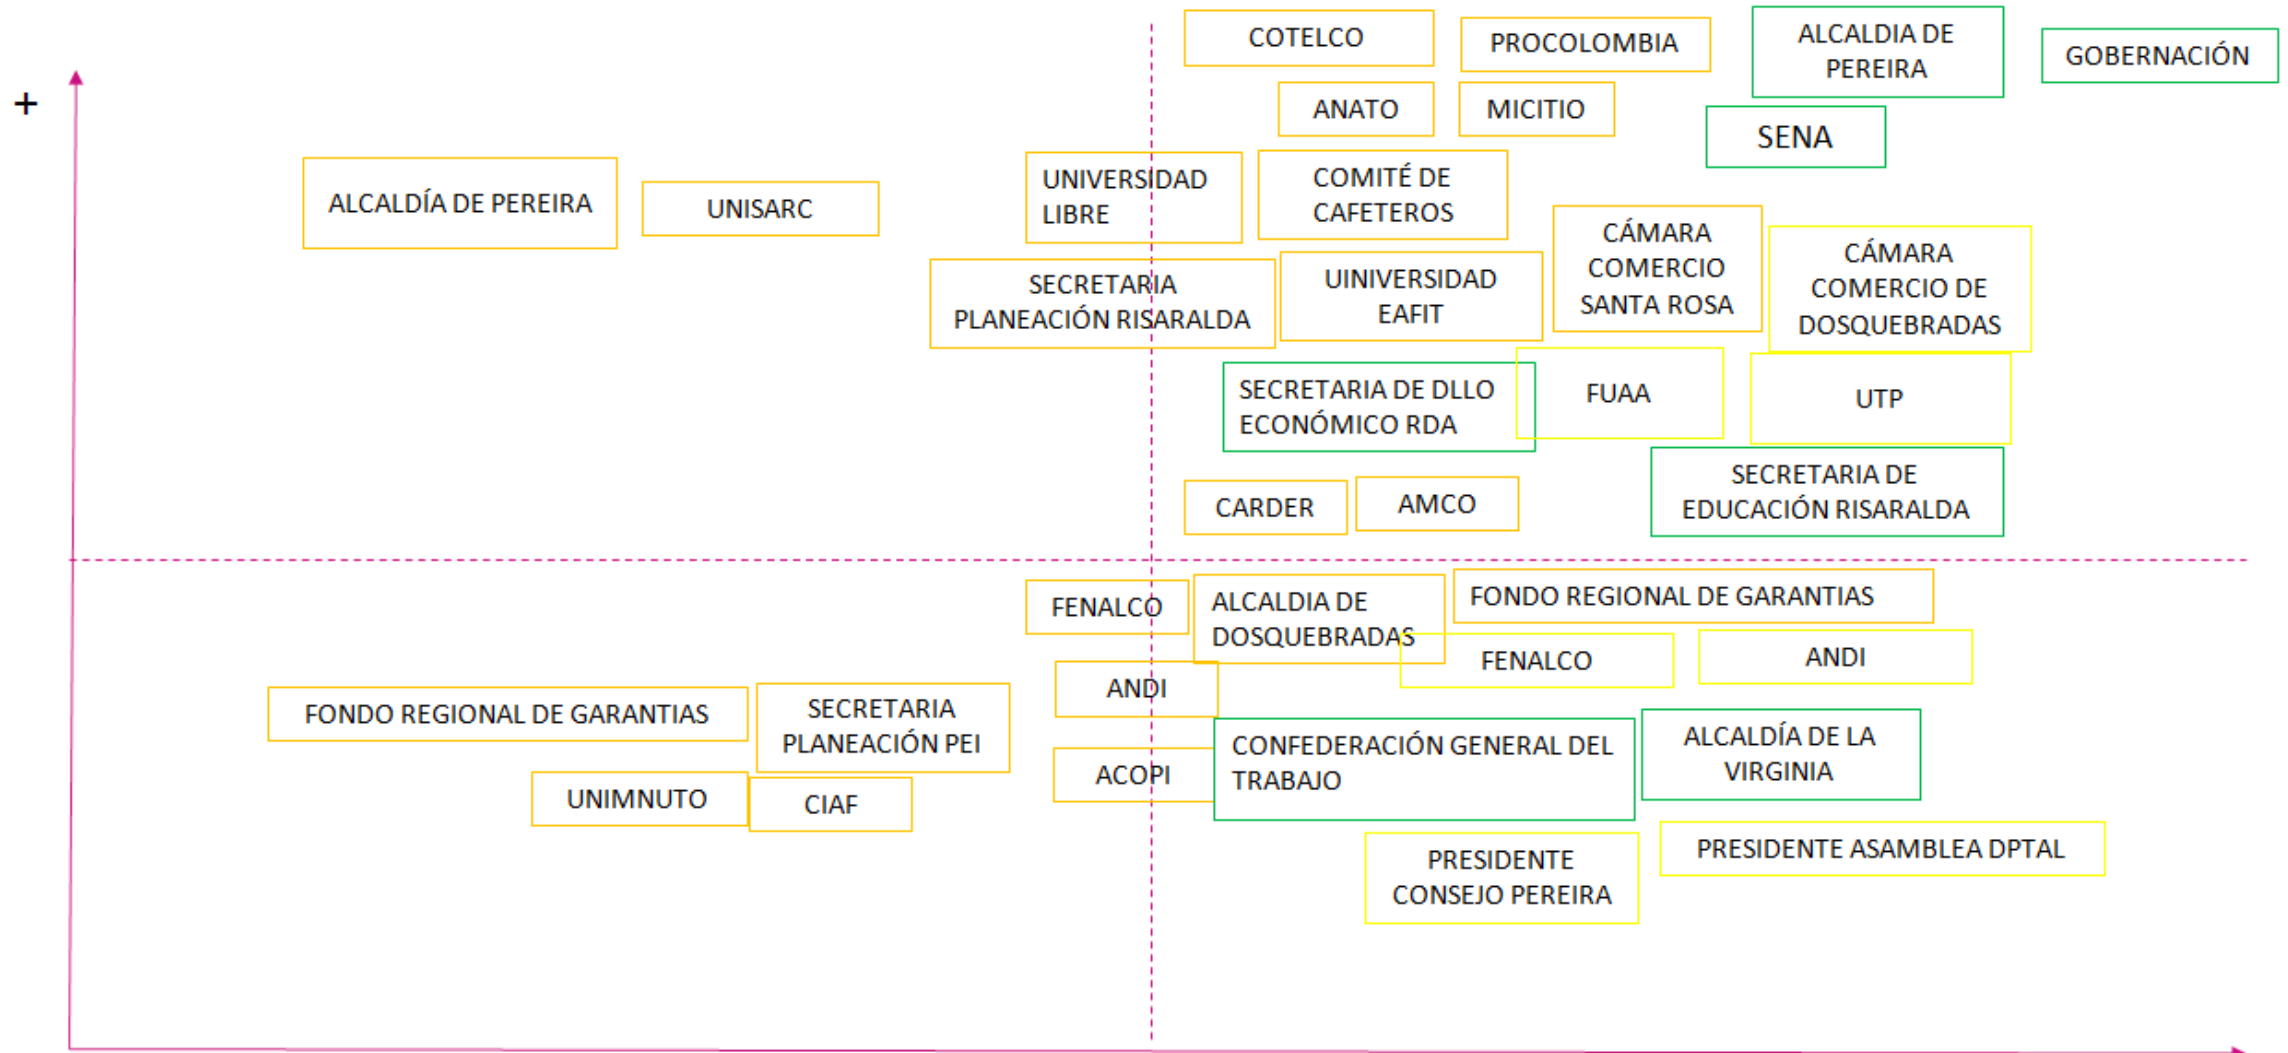 COTELCO
PROCOLOMBIA
ALCALDIA DE
PEREIRA
GOBERNACIÓN
+
ANATO
MICITIO
SENA
ALCALDÍA DE PEREIRA
UNISARC
UNIVERSIDAD
LIBRE
COMITÉ DE
CAFETEROS
CÁMARA
COMERCIO
SANTA ROSA
CÁMARA
COMERCIO DE
DOSQUEBRADAS
SECRETARIA
PLANEACIÓN RISARALDA
UINIVERSIDAD
EAFIT
SECRETARIA DE DLLO
ECONÓMICO RDA
FUAA
UTP
SECRETARIA DE
EDUCACIÓN RISARALDA
CARDER
AMCO
FENALCO
ALCALDIA DE
DOSQUEBRADAS
FONDO REGIONAL DE GARANTIAS
FENALCO
ANDI
ANDI
FONDO REGIONAL DE GARANTIAS
SECRETARIA
PLANEACIÓN PEI
CONFEDERACIÓN GENERAL DEL
TRABAJO
ALCALDÍA DE LA
VIRGINIA
ACOPI
UNIMNUTO
CIAF
PRESIDENTE
CONSEJO PEREIRA
PRESIDENTE ASAMBLEA DPTAL